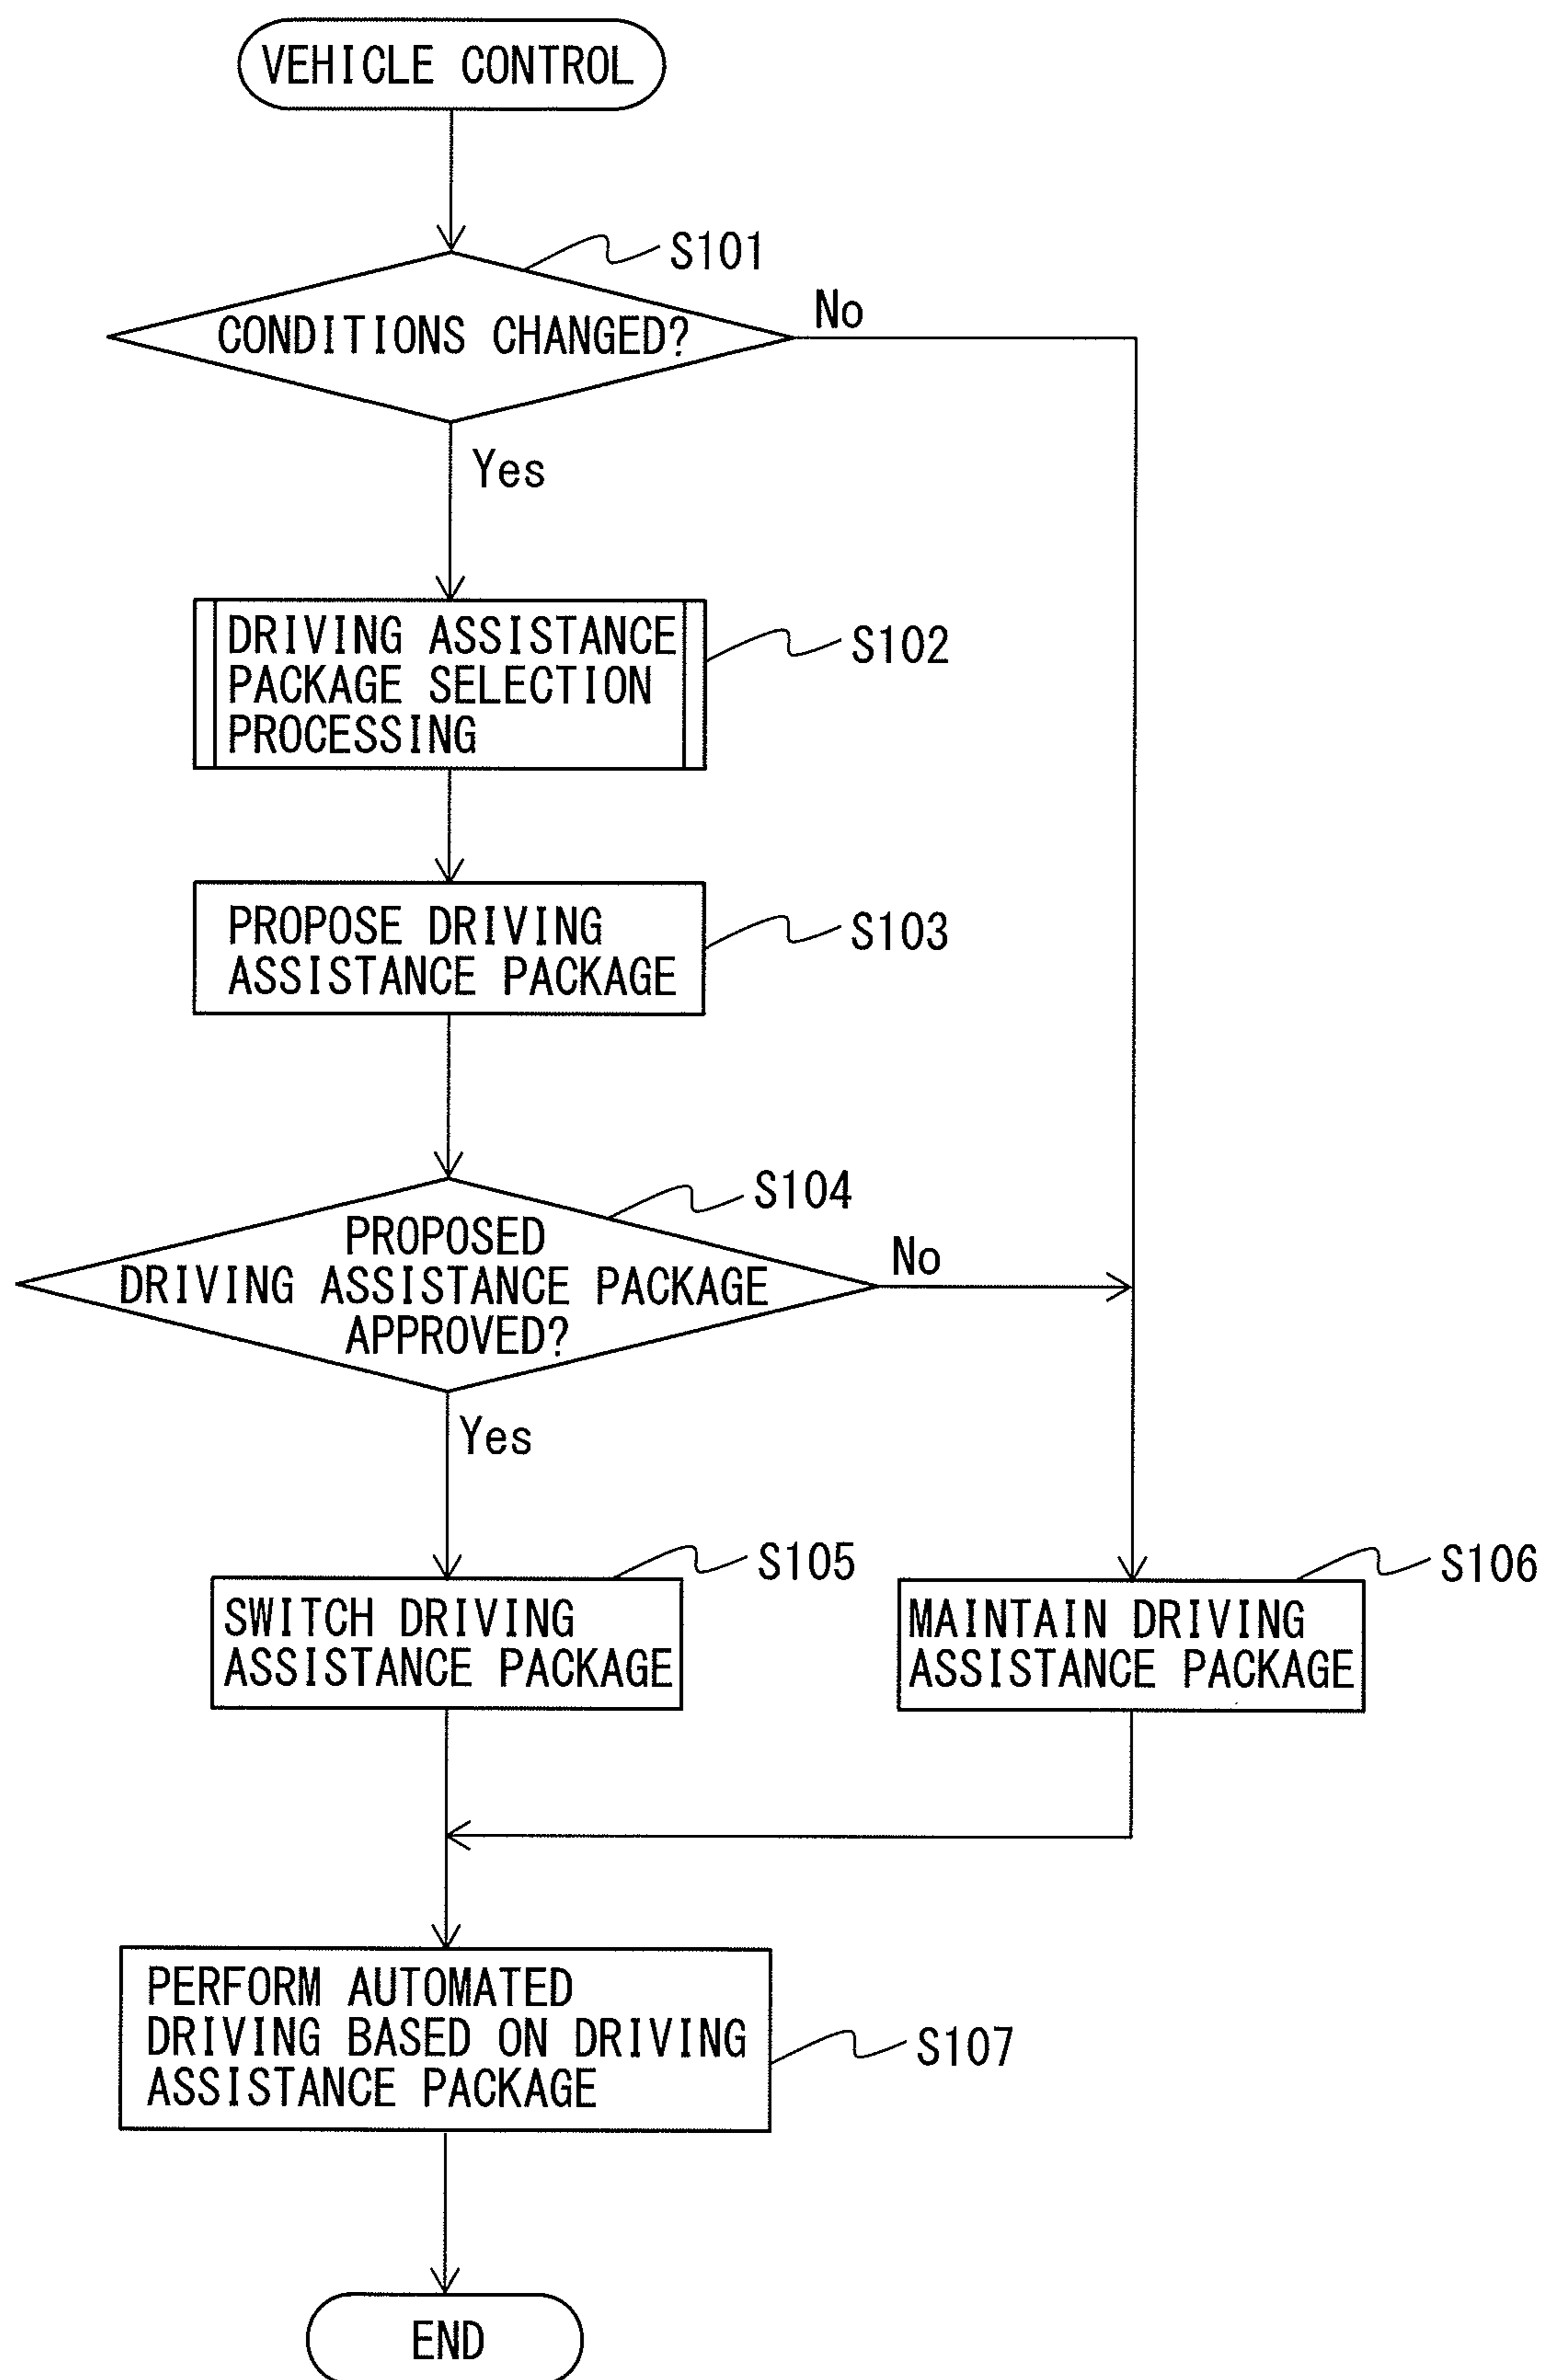 VEHICLE CONTROL
S101
CONDITIONS CHANGED?
No
Yes
DRIVING ASSISTANCE
PACKAGE SELECTION
PROCESSING
S102
PROPOSE DRIVING
ASSISTANCE PACKAGE
S103
S104
PROPOSED
DRIVING ASSISTANCE PACKAGE
APPROVED?
No
Yes
S105
SWITCH DRIVING
ASSISTANCE PACKAGE
S106
MAINTAIN DRIVING
ASSISTANCE PACKAGE
PERFORM AUTOMATED
DRIVING BASED ON DRIVING
ASSISTANCE PACKAGE
S107
END